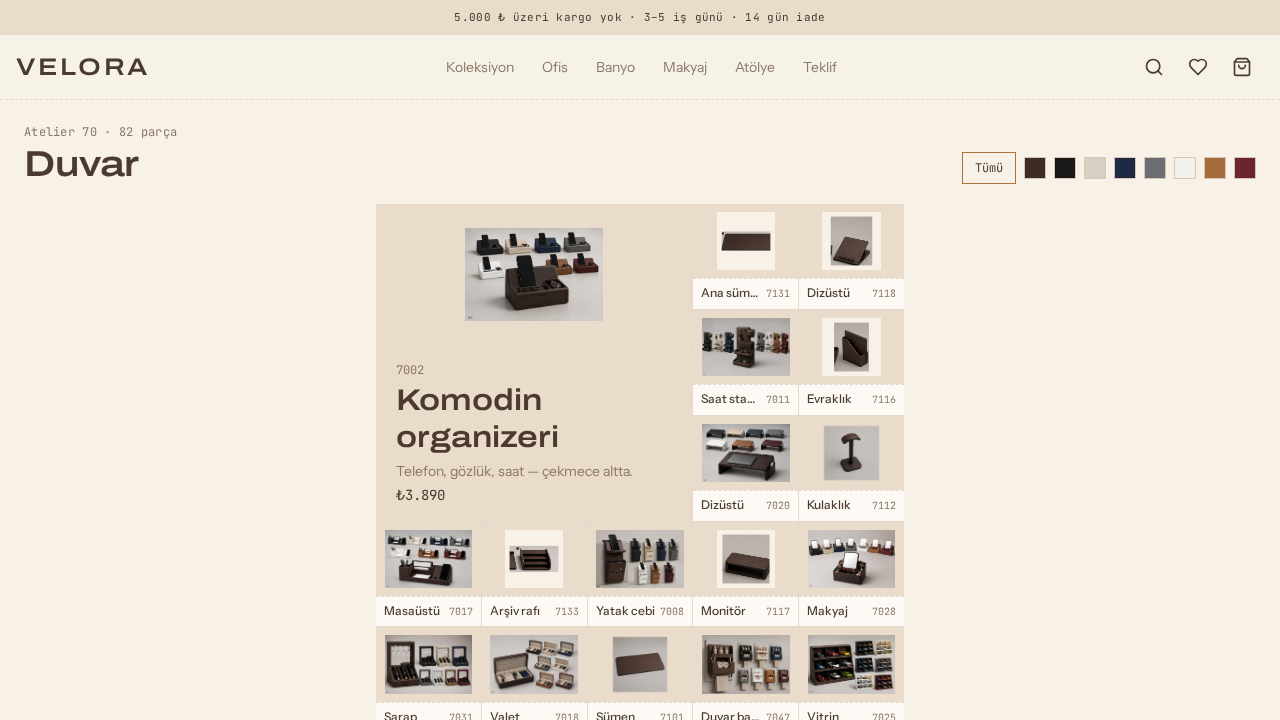 5.000 ₺ üzeri kargo yok · 3–5 iş günü · 14 gün iade
VELORA
Koleksiyon
Ofis
Banyo
Makyaj
Atölye
Teklif
Atelier 70 · 82 parça
Duvar
Tümü
7002
Komodin
organizeri
Telefon, gözlük, saat — çekmece altta.
₺3.890
Ana süm… 7131
Dizüstü 7118
Saat sta… 7011
Evraklık 7116
Dizüstü 7020
Kulaklık 7112
Masaüstü 7017
Arşiv rafı 7133
Yatak cebi 7008
Monitör 7117
Makyaj 7028
Şarap 7031
Valet 7018
Sümen 7101
Duvar ba… 7047
Vitrin 7025